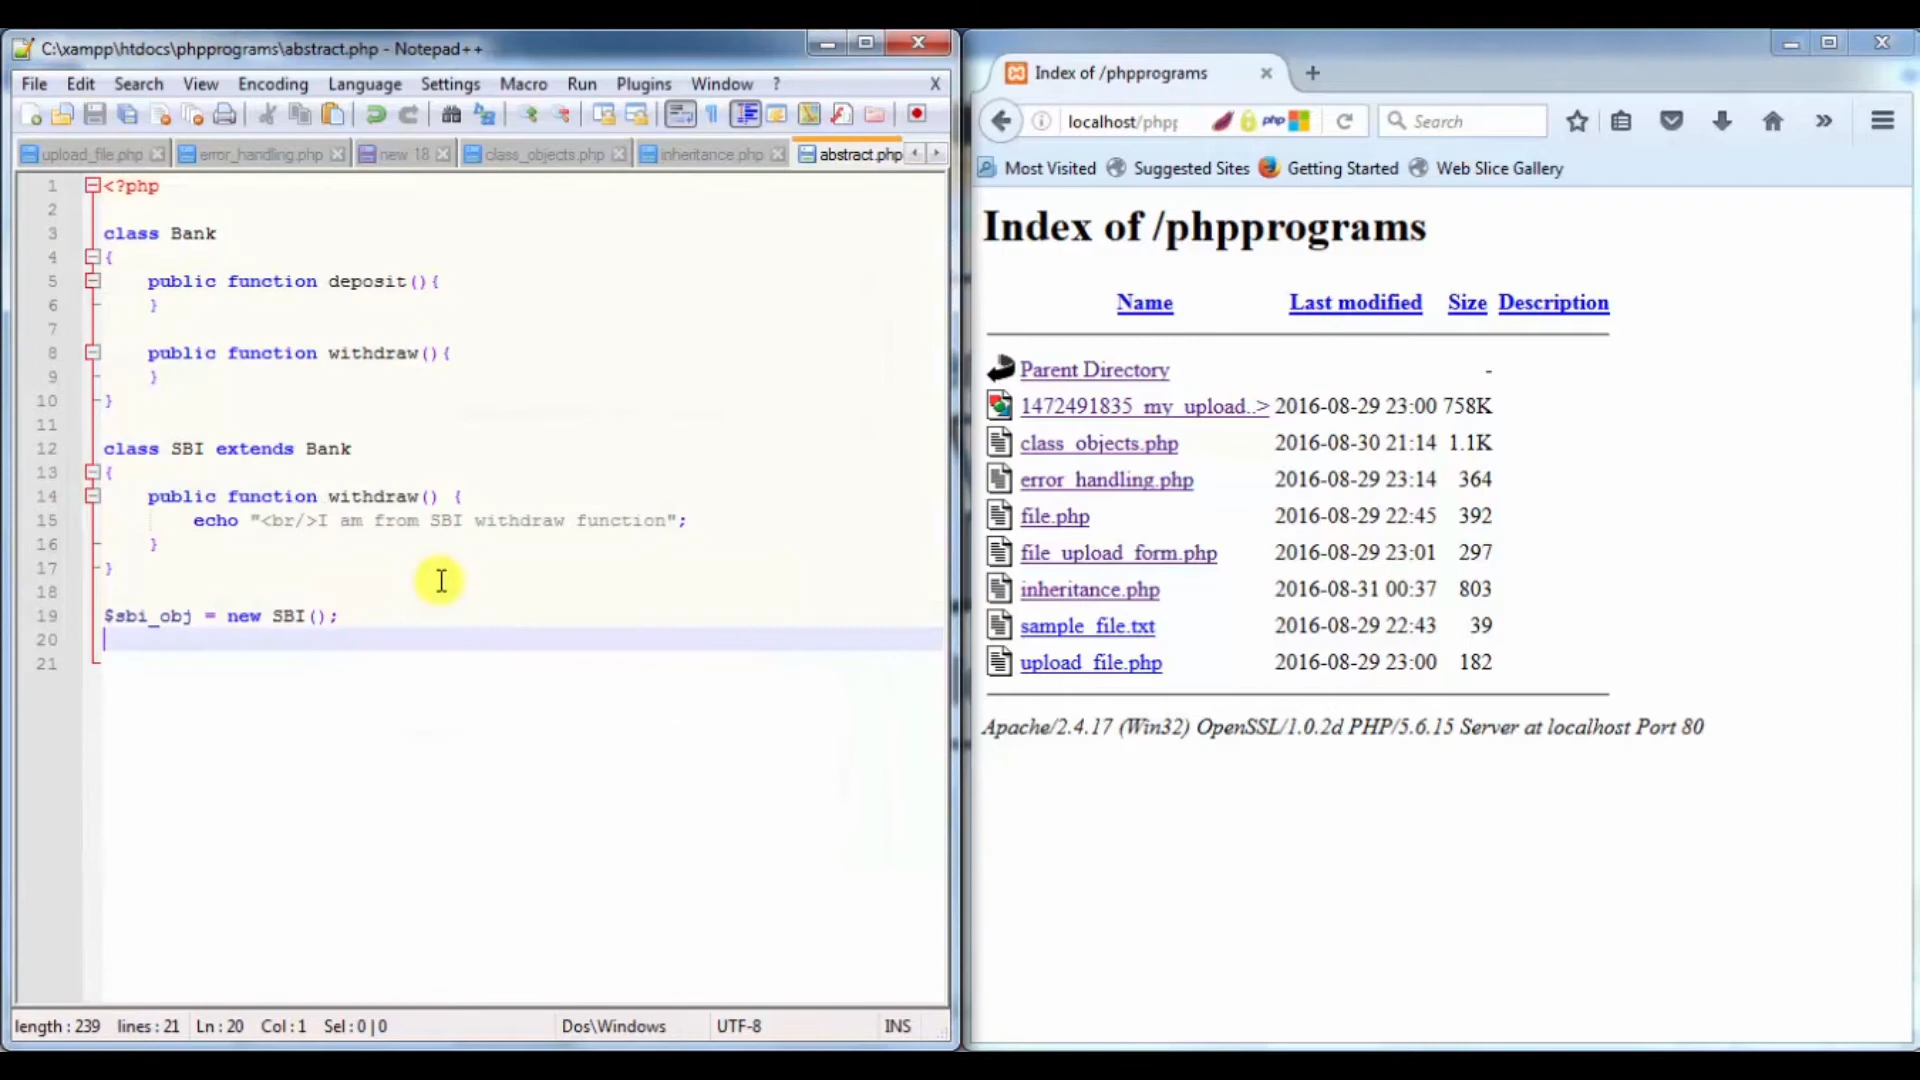 C:\xampp\htdocs\phpprograms\abstract.php - Notepad++
File Edit Search View Encoding Language Settings Macro Run Plugins Window ? X
upload_file.php error_handling.php new 18 class_objects.php inheritance.php abstract.php
1 <?php
2
3 class Bank
4 {
5 public function deposit(){
6 }
7
8 public function withdraw(){
9 }
10 }
11
12 class SBI extends Bank
13 {
14 public function withdraw() {
15 echo "<br/>I am from SBI withdraw function";
16 }
17 }
18
19 $sbi_obj = new SBI();
20
21
length : 239 lines : 21 Ln : 20 Col : 1 Sel : 0 | 0 Dos\Windows UTF-8 INS
Index of /phpprograms
localhost/phpp php Search
Most Visited Suggested Sites Getting Started Web Slice Gallery
Index of /phpprograms
Name Last modified Size Description
Parent Directory -
1472491835_my_upload..> 2016-08-29 23:00 758K
class_objects.php 2016-08-30 21:14 1.1K
error_handling.php 2016-08-29 23:14 364
file.php 2016-08-29 22:45 392
file_upload_form.php 2016-08-29 23:01 297
inheritance.php 2016-08-31 00:37 803
sample_file.txt 2016-08-29 22:43 39
upload_file.php 2016-08-29 23:00 182
Apache/2.4.17 (Win32) OpenSSL/1.0.2d PHP/5.6.15 Server at localhost Port 80